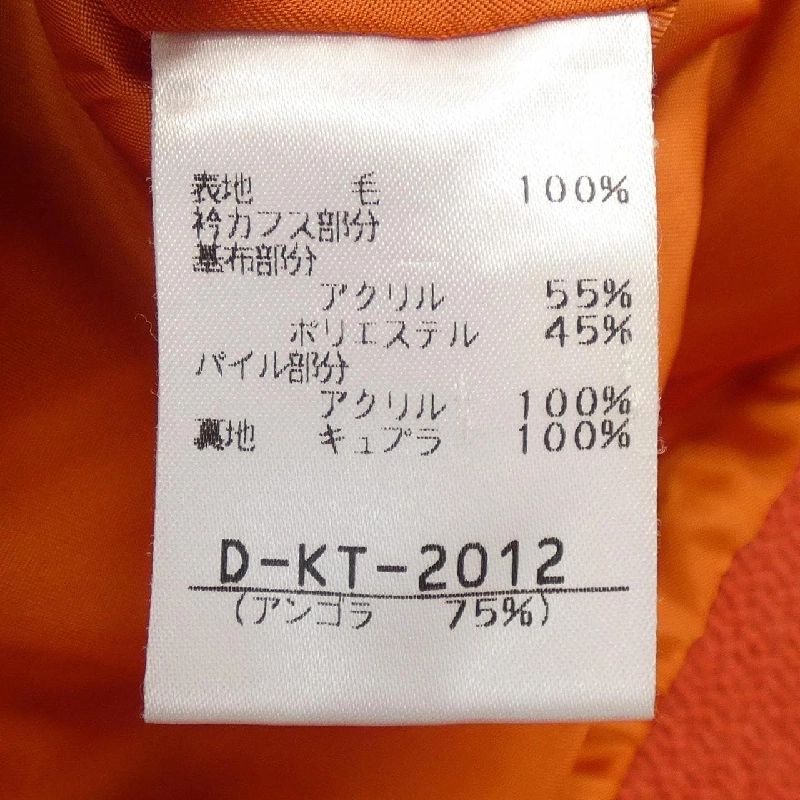 表地 毛 100%
衿カフス部分
基布部分
アクリル 55%
ポリエステル 45%
パイル部分
アクリル 100%
裏地 キュプラ 100%
D-KT-2012
(アンゴラ 75%)